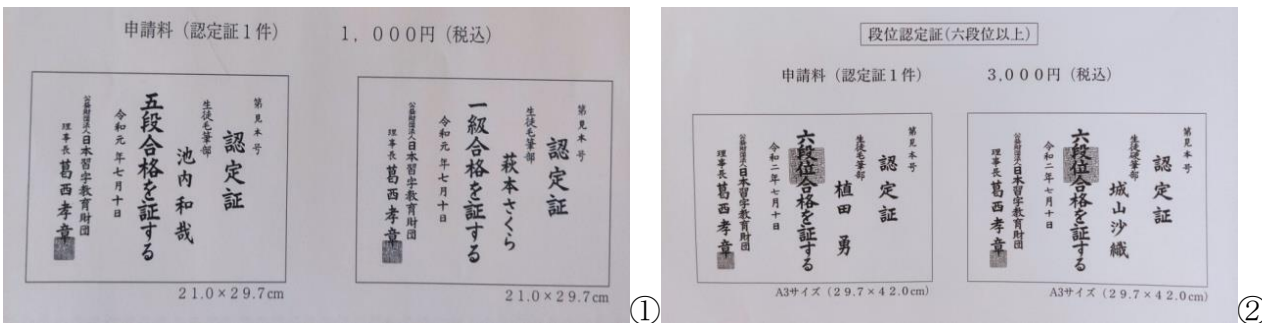 申請料（認定証1件）　1,000円（税込）
第見本号
認定証
生徒毛筆部
萩本さくら
一級合格を証する
令和元年七月十日
公益財団法人日本習字教育財団
理事長 葛西孝章
21.0×29.7cm
第見本号
認定証
生徒毛筆部
池内和哉
五段合格を証する
令和元年七月十日
公益財団法人日本習字教育財団
理事長 葛西孝章
21.0×29.7cm
①
段位認定証（六段位以上）
申請料（認定証1件）　3,000円（税込）
第見本号
認定証
生徒硬筆部
城山沙織
六段位合格を証する
令和二年七月十日
公益財団法人日本習字教育財団
理事長 葛西孝章
A3サイズ（29.7×42.0cm）
第見本号
認定証
生徒毛筆部
植田勇
六段位合格を証する
令和二年七月十日
公益財団法人日本習字教育財団
理事長 葛西孝章
A3サイズ（29.7×42.0cm）
②